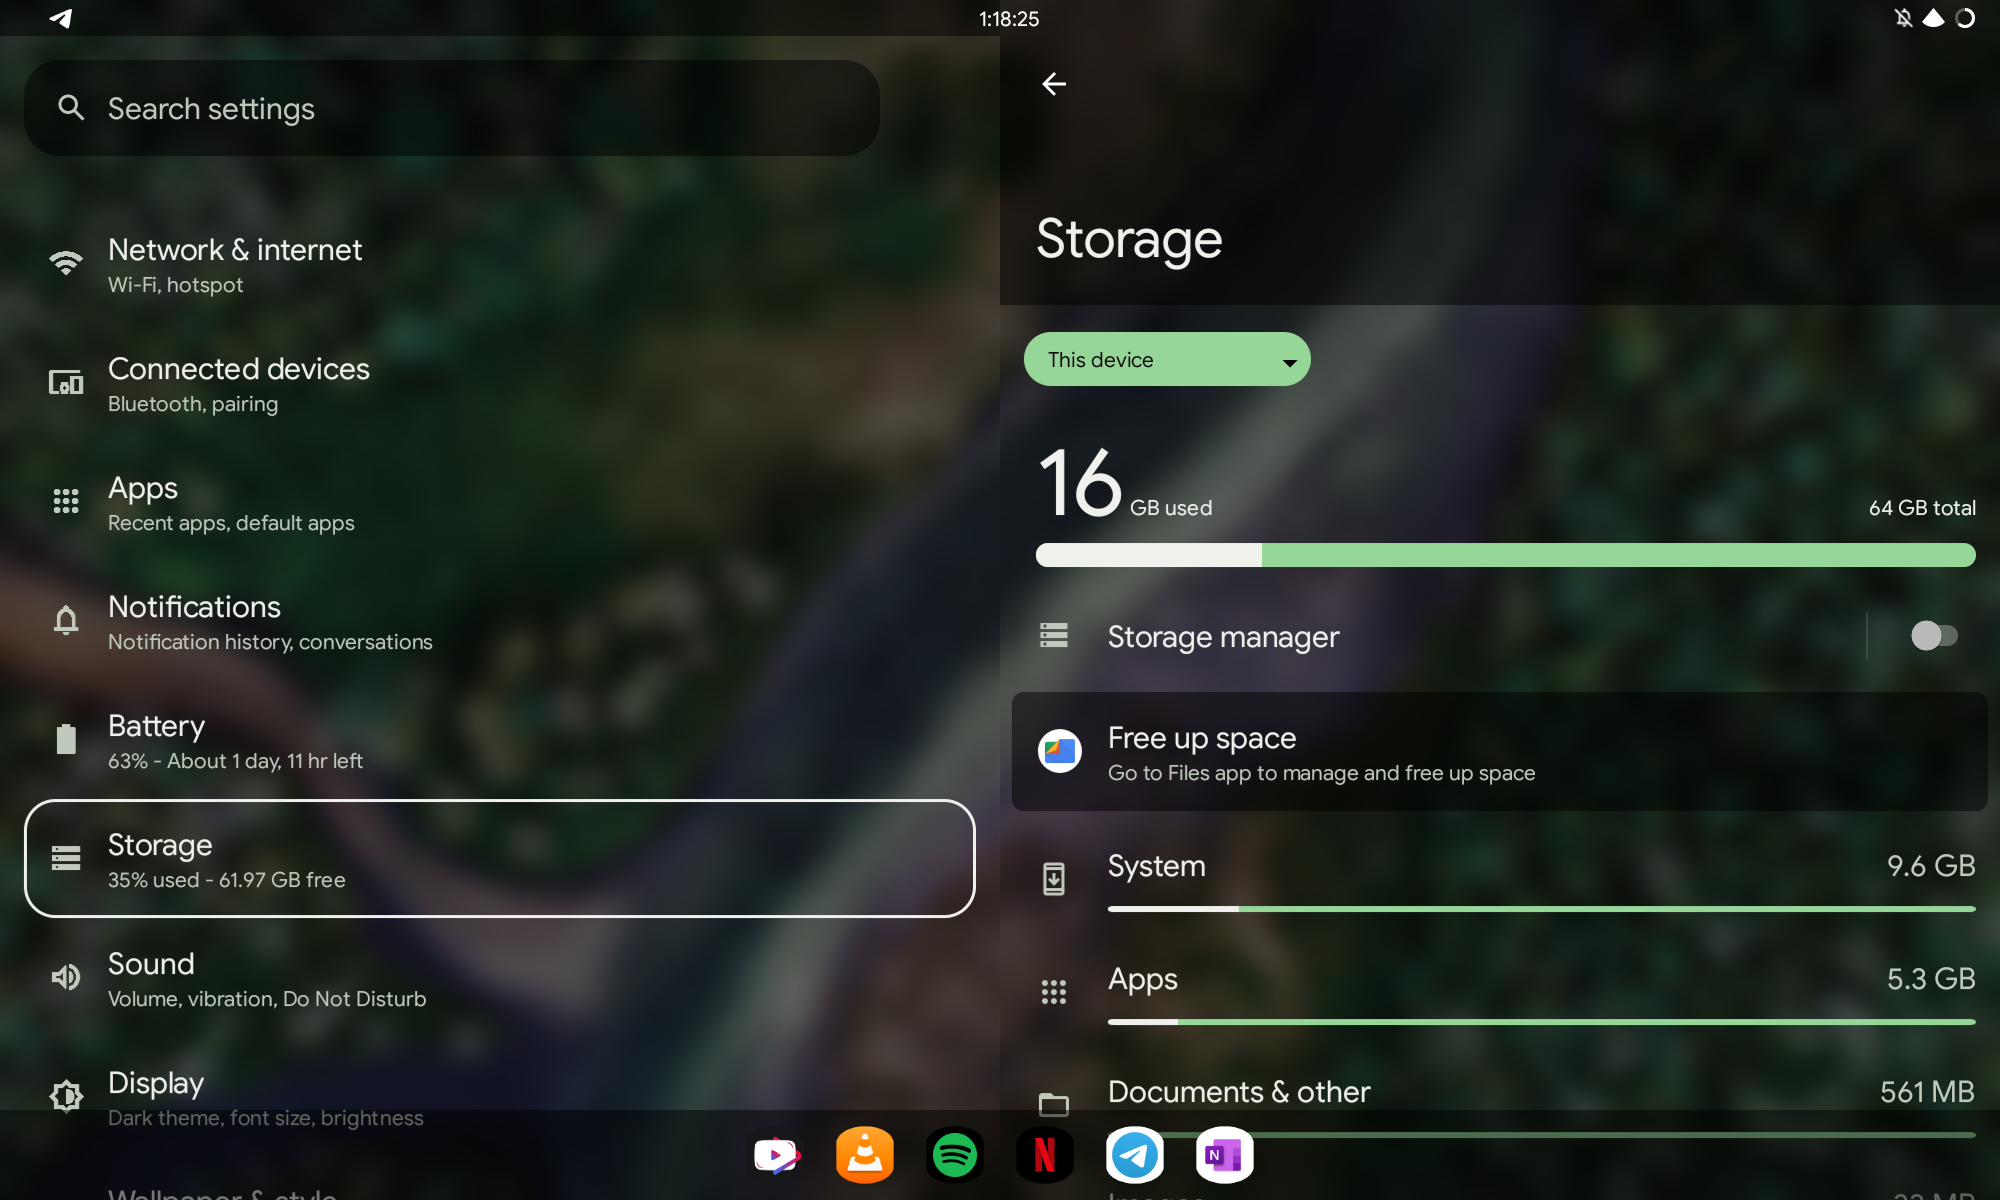 1:18:25
Search settings
Network & internet
Wi-Fi, hotspot
Connected devices
Bluetooth, pairing
Apps
Recent apps, default apps
Notifications
Notification history, conversations
Battery
63% - About 1 day, 11 hr left
Storage
35% used - 61.97 GB free
Sound
Volume, vibration, Do Not Disturb
Display
Dark theme, font size, brightness
Wallpaper & style
Storage
This device
16 GB used
64 GB total
Storage manager
Free up space
Go to Files app to manage and free up space
System
9.6 GB
Apps
5.3 GB
Documents & other
561 MB
Images
N
N